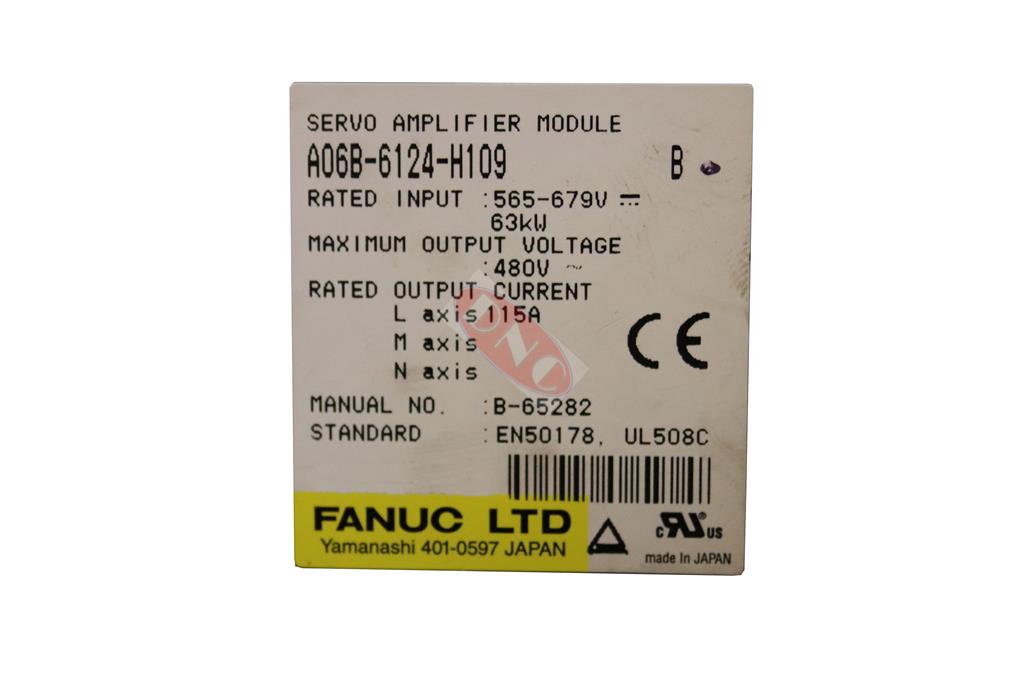 SERVO AMPLIFIER MODULE
A06B-6124-H109 B
RATED INPUT :565-679V ⎓
63kW
MAXIMUM OUTPUT VOLTAGE
:480V ~
RATED OUTPUT CURRENT
L axis 115A
M axis
N axis
DNC
CE
MANUAL NO. :B-65282
STANDARD :EN50178, UL508C
FANUC LTD
Yamanashi 401-0597 JAPAN
c RU® US
made In JAPAN